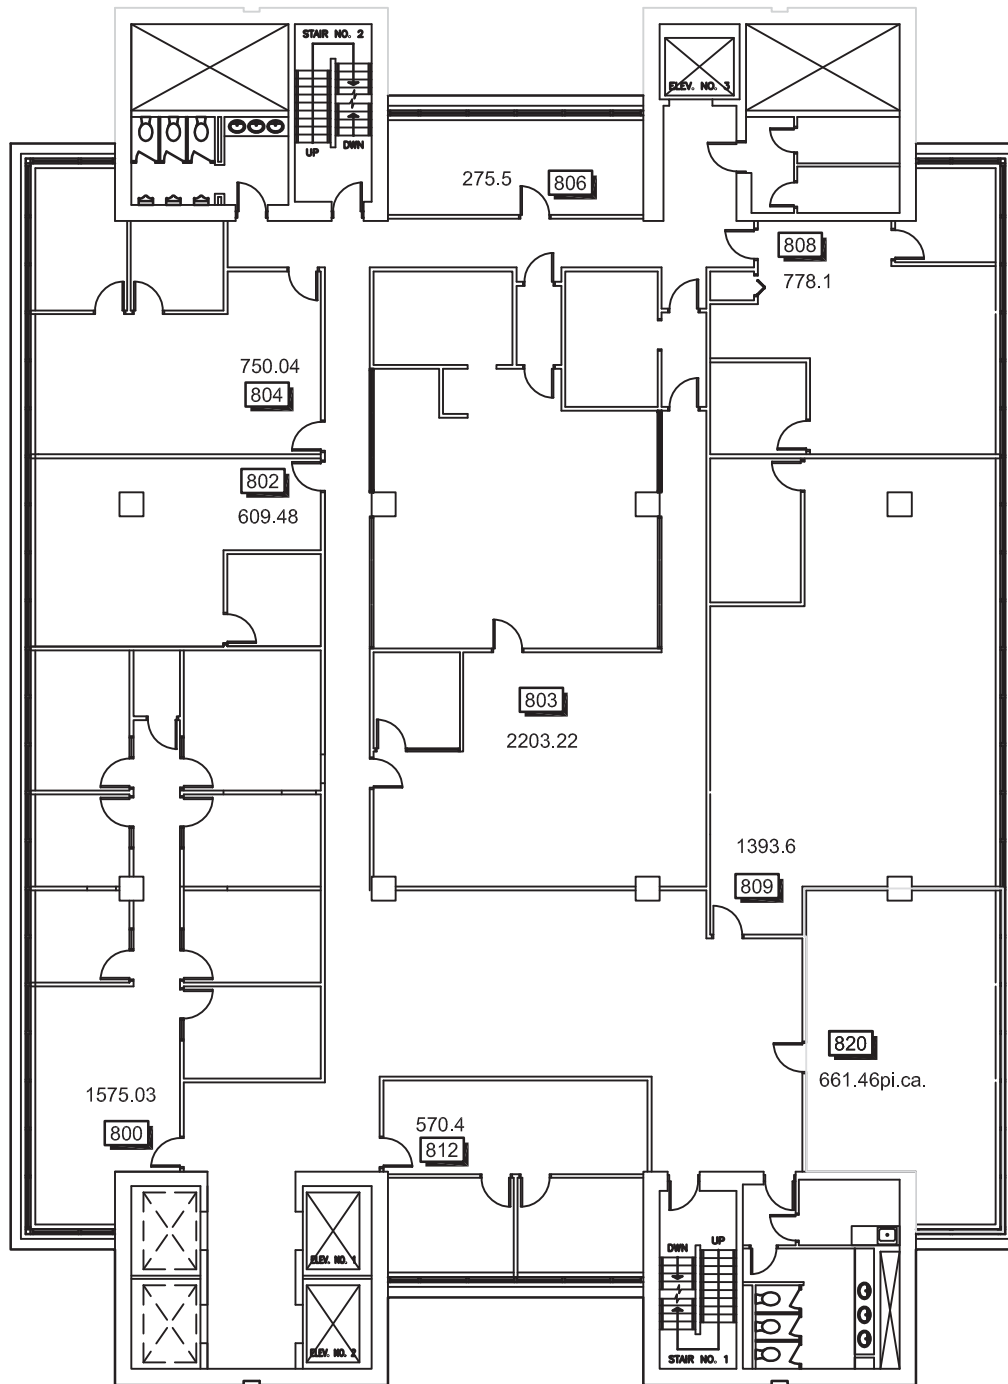 STAIR NO. 2
UP
DWN
ELEV. NO. 3
275.5
806
808
778.1
750.04
804
802
609.48
803
2203.22
1393.6
809
820
661.46pi.ca.
1575.03
800
570.4
812
ELEV. NO. 1
ELEV. NO. 2
DWN
UP
STAIR NO. 1